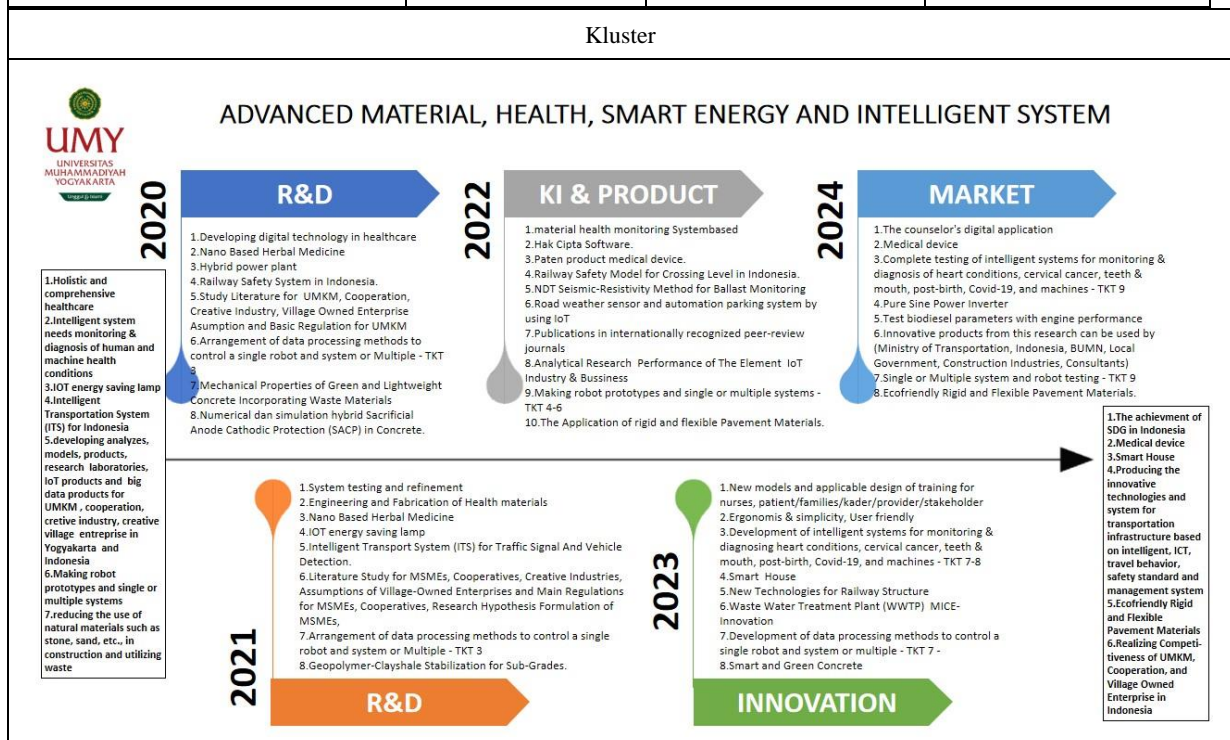 Kluster
UMY
UNIVERSITAS
MUHAMMADIYAH
YOGYAKARTA
Unggul & Islami
ADVANCED MATERIAL, HEALTH, SMART ENERGY AND INTELLIGENT SYSTEM
1.Holistic and
comprehensive
healthcare
2.Intelligent system
needs monitoring &
diagnosis of human and
machine health
conditions
3.IOT energy saving lamp
4.Intelligent
Transportation System
(ITS) for Indonesia
5.developing analyzes,
models, products,
research laboratories,
IoT products and big
data products for
UMKM , cooperation,
cretive industry, creative
village entreprise in
Yogyakarta and
Indonesia
6.Making robot
prototypes and single or
multiple systems
7.reducing the use of
natural materials such as
stone, sand, etc., in
construction and utilizing
waste
2020
R&D
1.Developing digital technology in healthcare
2.Nano Based Herbal Medicine
3.Hybrid power plant
4.Railway Safety System in Indonesia.
5.Study Literature for UMKM, Cooperation,
Creative Industry, Village Owned Enterprise
Asumption and Basic Regulation for UMKM
6.Arrangement of data processing methods to
control a single robot and system or Multiple - TKT
3
7.Mechanical Properties of Green and Lightweight
Concrete Incorporating Waste Materials
8.Numerical dan simulation hybrid Sacrificial
Anode Cathodic Protection (SACP) in Concrete.
2022
KI & PRODUCT
1.material health monitoring Systembased
2.Hak Cipta Software.
3.Paten product medical device.
4.Railway Safety Model for Crossing Level in Indonesia.
5.NDT Seismic-Resistivity Method for Ballast Monitoring
6.Road weather sensor and automation parking system by
using IoT
7.Publications in internationally recognized peer-review
journals
8.Analytical Research Performance of The Element IoT
Industry & Bussiness
9.Making robot prototypes and single or multiple systems -
TKT 4-6
10.The Application of rigid and flexible Pavement Materials.
2024
MARKET
1.The counselor's digital application
2.Medical device
3.Complete testing of intelligent systems for monitoring &
diagnosis of heart conditions, cervical cancer, teeth &
mouth, post-birth, Covid-19, and machines - TKT 9
4.Pure Sine Power Inverter
5.Test biodiesel parameters with engine performance
6.Innovative products from this research can be used by
(Ministry of Transportation, Indonesia, BUMN, Local
Government, Construction Industries, Consultants)
7.Single or Multiple system and robot testing - TKT 9
8.Ecofriendly Rigid and Flexible Pavement Materials.
2021
1.System testing and refinement
2.Engineering and Fabrication of Health materials
3.Nano Based Herbal Medicine
4.IOT energy saving lamp
5.Intelligent Transport System (ITS) for Traffic Signal And Vehicle
Detection.
6.Literature Study for MSMEs, Cooperatives, Creative Industries,
Assumptions of Village-Owned Enterprises and Main Regulations
for MSMEs, Cooperatives, Research Hypothesis Formulation of
MSMEs,
7.Arrangement of data processing methods to control a single
robot and system or Multiple - TKT 3
8.Geopolymer-Clayshale Stabilization for Sub-Grades.
R&D
2023
1.New models and applicable design of training for
nurses, patient/families/kader/provider/stakeholder
2.Ergonomis & simplicity, User friendly
3.Development of intelligent systems for monitoring &
diagnosing heart conditions, cervical cancer, teeth &
mouth, post-birth, Covid-19, and machines - TKT 7-8
4.Smart House
5.New Technologies for Railway Structure
6.Waste Water Treatment Plant (WWTP) MICE-
Innovation
7.Development of data processing methods to control a
single robot and system or multiple - TKT 7 -
8.Smart and Green Concrete
INNOVATION
1.The achievment of
SDG in Indonesia
2.Medical device
3.Smart House
4.Producing the
innovative
technologies and
system for
transportation
infrastructure based
on intelligent, ICT,
travel behavior,
safety standard and
management system
5.Ecofriendly Rigid
and Flexible
Pavement Materials
6.Realizing Competi-
tiveness of UMKM,
Cooperation, and
Village Owned
Enterprise in
Indonesia